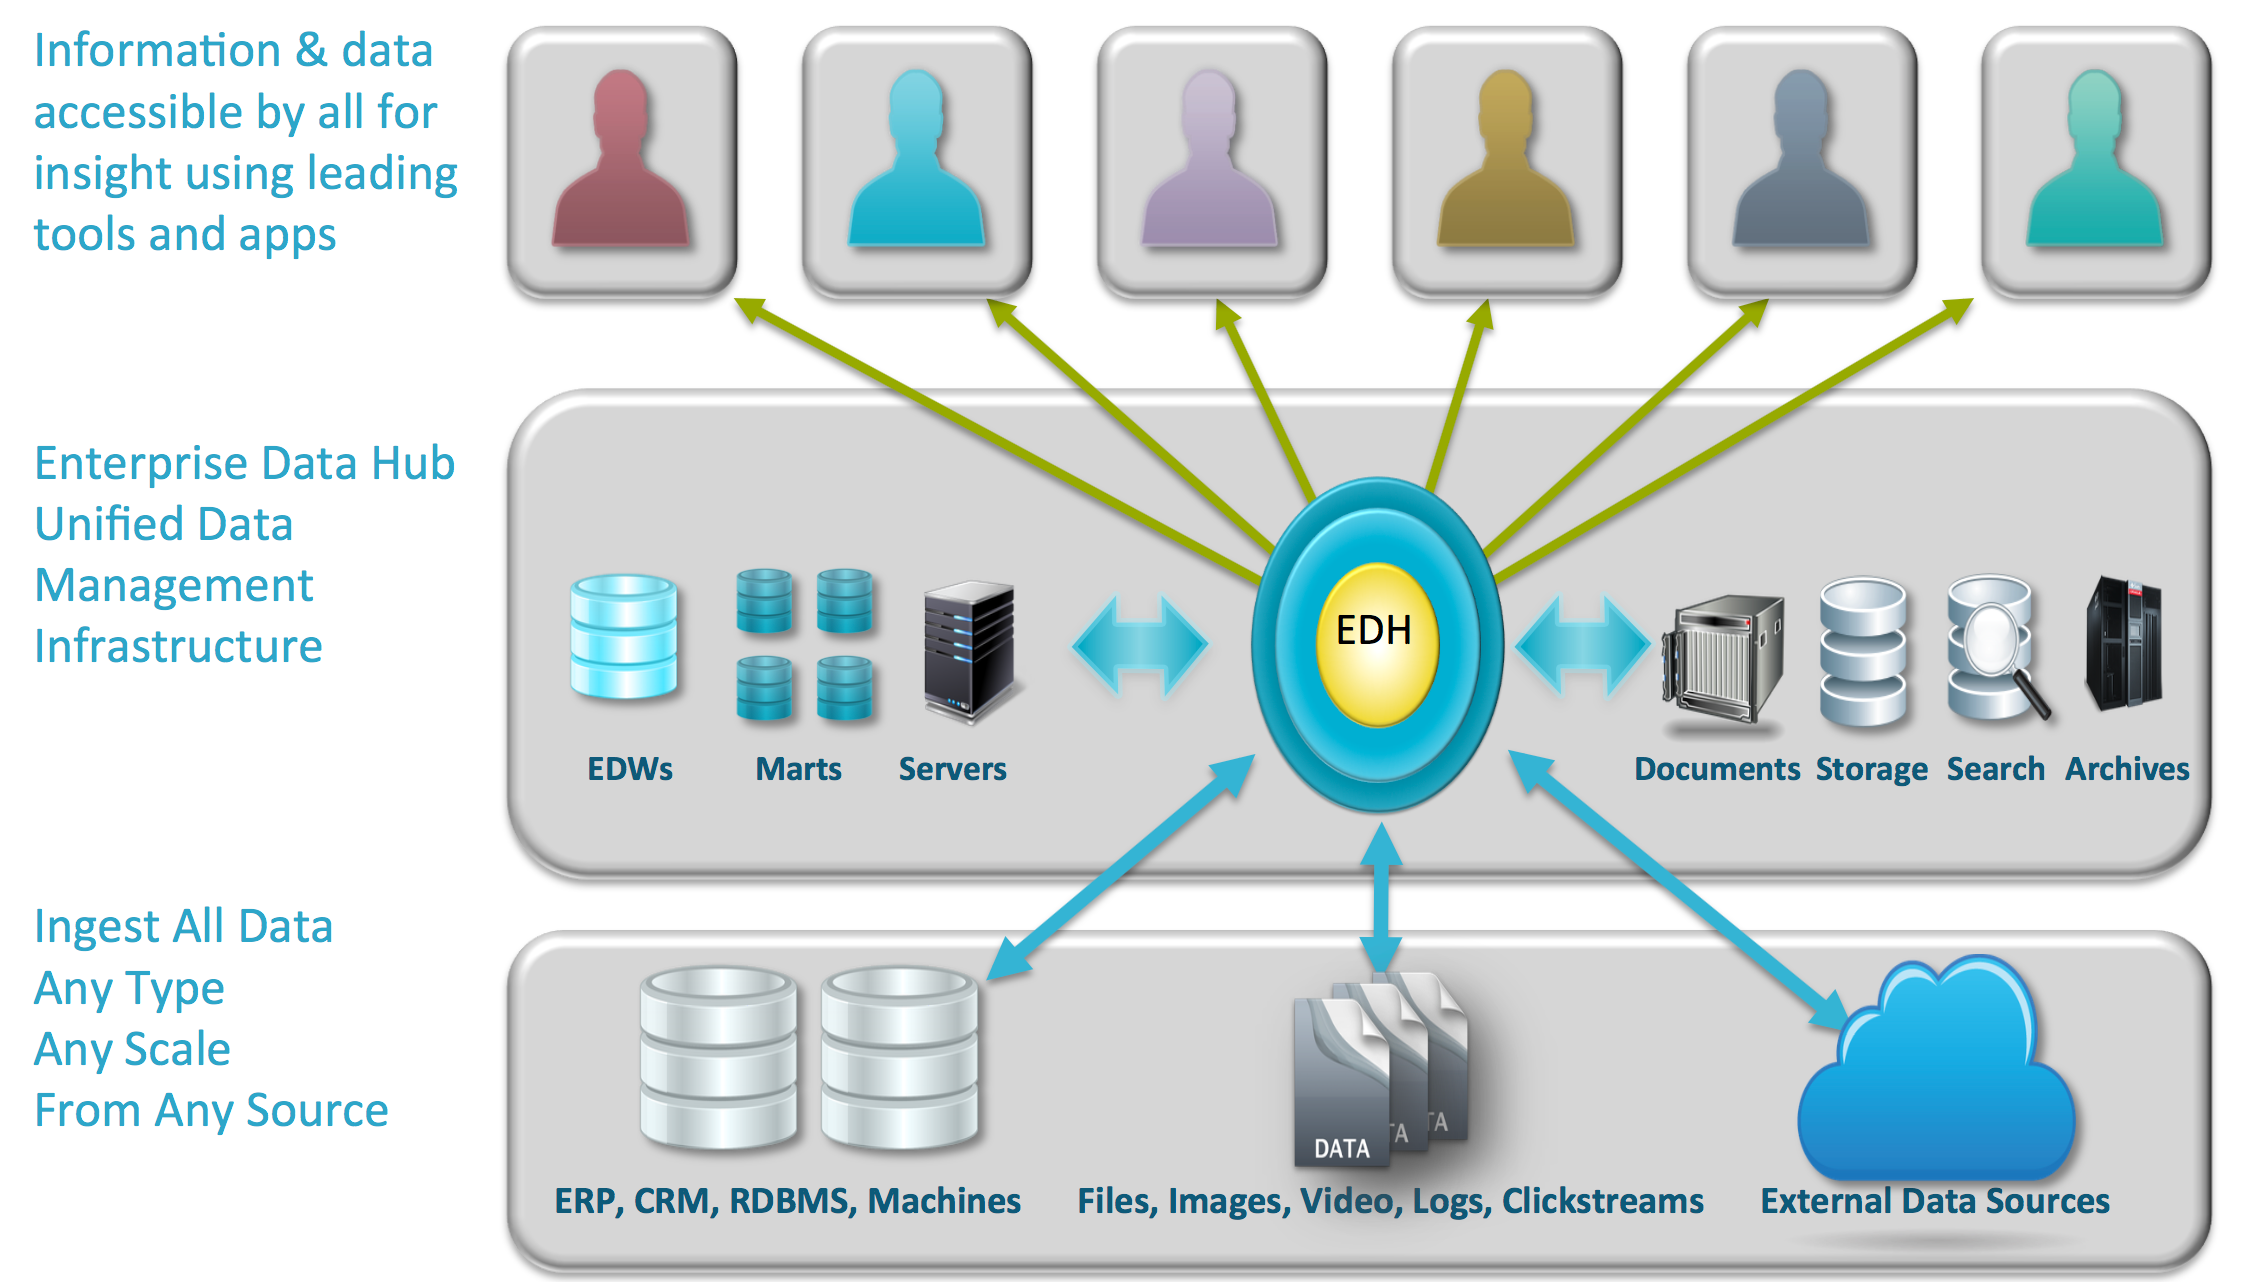 Information & data
accessible by all for
insight using leading
tools and apps
Enterprise Data Hub
Unified Data
Management
Infrastructure
EDH
EDWs
Marts
Servers
Documents
Storage
Search
Archives
Ingest All Data
Any Type
Any Scale
From Any Source
DATA
TA
TA
ERP, CRM, RDBMS, Machines
Files, Images, Video, Logs, Clickstreams
External Data Sources